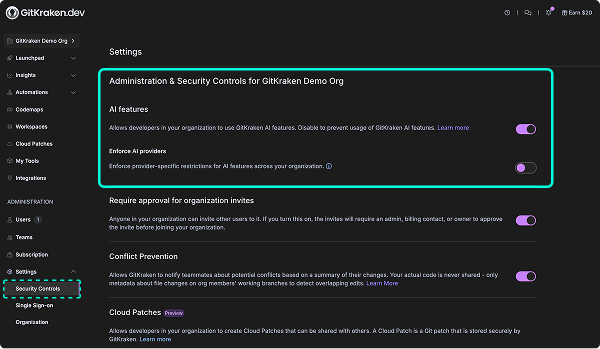 GitKraken.dev
Earn $20
GitKraken Demo Org
Launchpad
Insights
Automations
Codemaps
Workspaces
Cloud Patches
My Tools
Integrations
ADMINISTRATION
Users 1
Teams
Subscription
Settings
Security Controls
Single Sign-on
Organization
Settings
Administration & Security Controls for GitKraken Demo Org
AI features
Allows developers in your organization to use GitKraken AI features. Disable to prevent usage of GitKraken AI features. Learn more
Enforce AI providers
Enforce provider-specific restrictions for AI features across your organization.
Require approval for organization invites
Anyone in your organization can invite other users to it. If you turn this on, the invites will require an admin, billing contact, or owner to approve
the invite before joining your organization.
Conflict Prevention
Allows GitKraken to notify teammates about potential conflicts based on a summary of their changes. Your actual code is never shared - only
metadata about file changes on org members' working branches to detect overlapping edits. Learn More
Cloud Patches Preview
Allows developers in your organization to create Cloud Patches that can be shared with others. A Cloud Patch is a Git patch that is stored securely by
GitKraken. Learn more